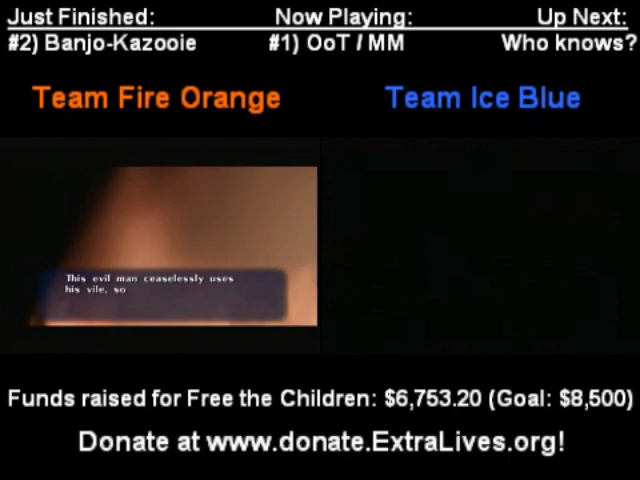 Just Finished: Now Playing: Up Next:
#2) Banjo-Kazooie #1) OoT / MM Who knows?
Team Fire Orange Team Ice Blue
This evil man ceaselessly uses
his vile, so
Funds raised for Free the Children: $6,753.20 (Goal: $8,500)
Donate at www.donate.ExtraLives.org!